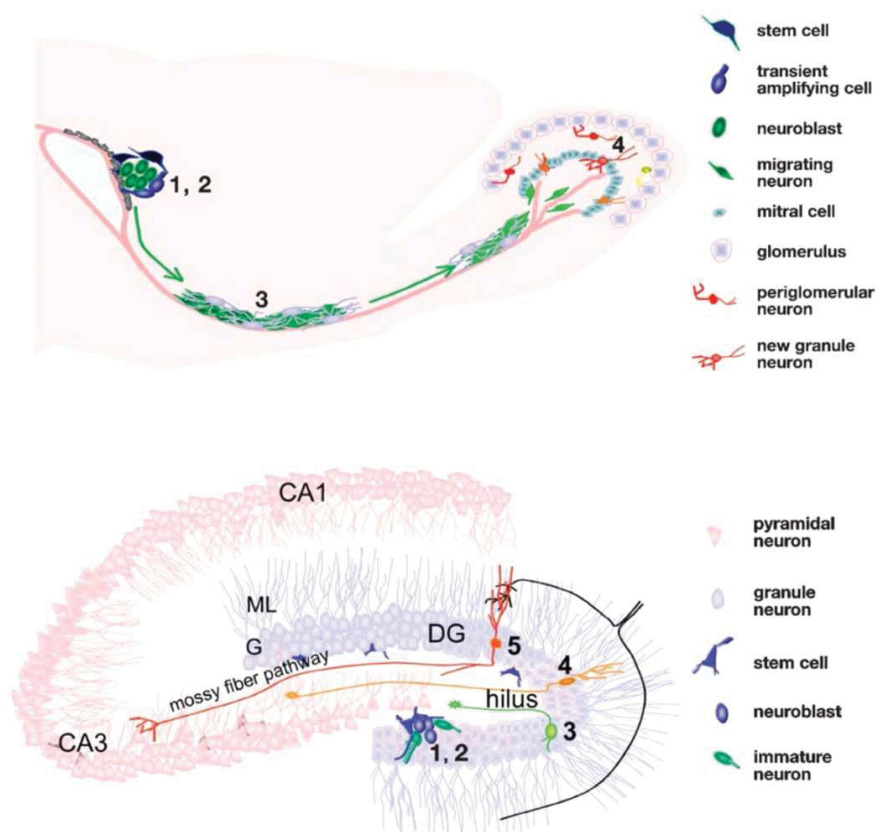 stem cell
transient
amplifying cell
neuroblast
migrating
neuron
mitral cell
glomerulus
periglomerular
neuron
new granule
neuron
1, 2
3
4
CA1
ML
G
DG
5
4
mossy fiber pathway
hilus
3
CA3
1, 2
pyramidal
neuron
granule
neuron
stem cell
neuroblast
immature
neuron